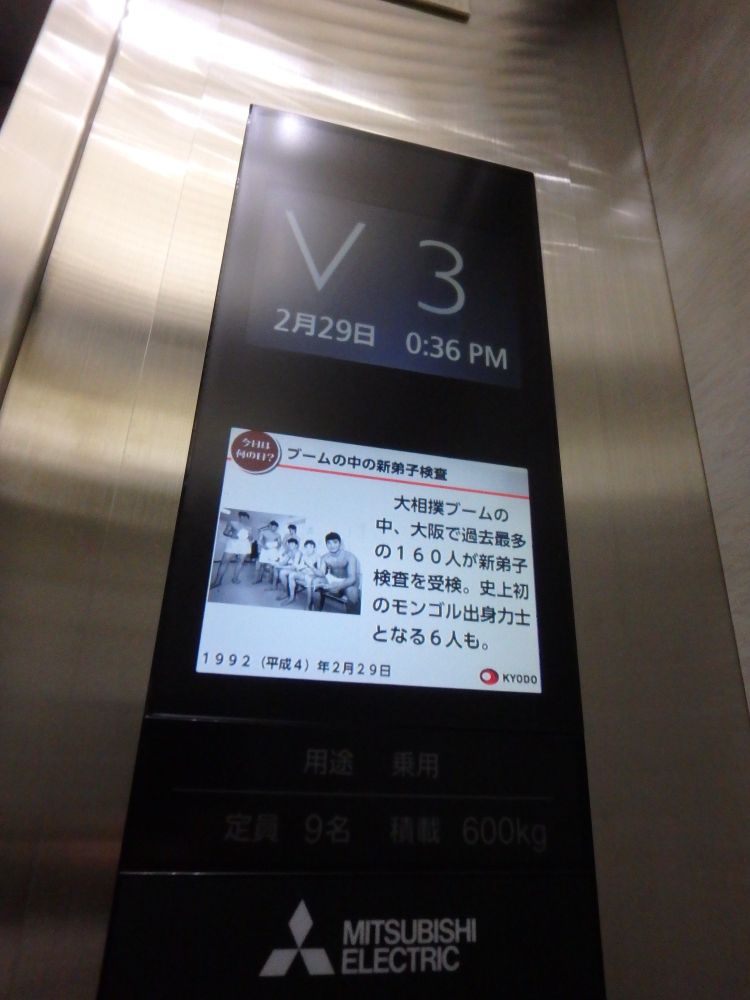 V 3
2月29日 0:36 PM
今日は
何の日?
ブームの中の新弟子検査
大相撲ブームの
中、大阪で過去最多
の160人が新弟子
検査を受検。史上初
のモンゴル出身力士
となる6人も。
1992(平成4)年2月29日
KYODO
用途 乗用
定員 9名 積載 600kg
MITSUBISHI
ELECTRIC